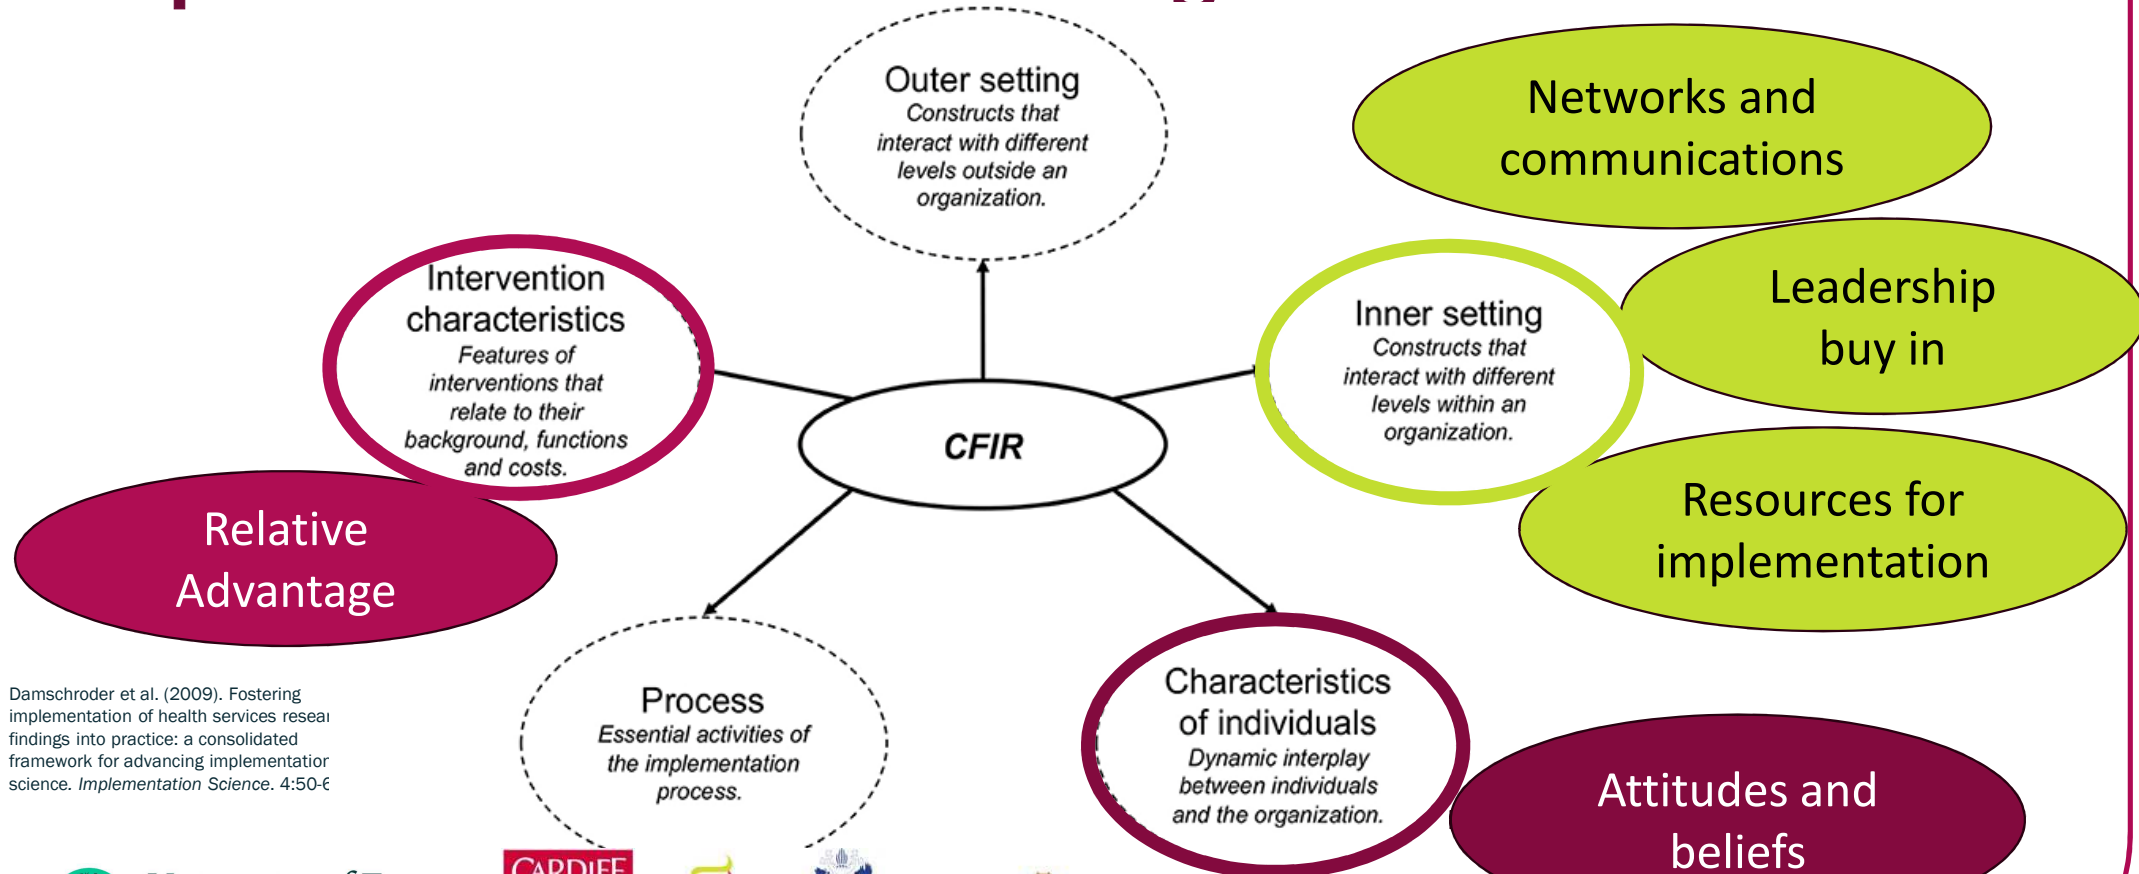 Outer setting
Constructs that
interact with different
levels outside an
organization.
Networks and
communications
Intervention
characteristics
Features of
interventions that
relate to their
background, functions
and costs.
Inner setting
Constructs that
interact with different
levels within an
organization.
Leadership
buy in
CFIR
Relative
Advantage
Resources for
implementation
Process
Essential activities of
the implementation
process.
Characteristics
of individuals
Dynamic interplay
between individuals
and the organization.
Attitudes and
beliefs
Damschroder et al. (2009). Fostering
implementation of health services
findings into practice: a consolidated
framework for advancing
science. Implementation Science. 4:50-
CARDIFF